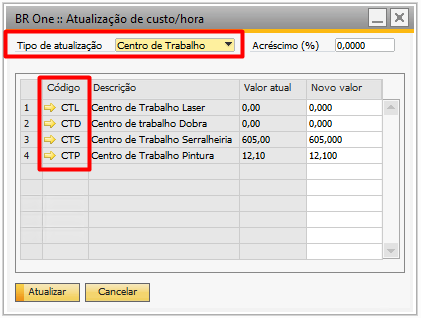 BR One :: Atualização de custo/hora
Tipo de atualização Centro de Trabalho Acréscimo (%) 0,0000
Código Descrição Valor atual Novo valor
1 CTL Centro de Trabalho Laser 0,00 0,000
2 CTD Centro de trabalho Dobra 0,00 0,000
3 CTS Centro de Trabalho Serralheiria 605,00 605,000
4 CTP Centro de Trabalho Pintura 12,10 12,100
Atualizar Cancelar